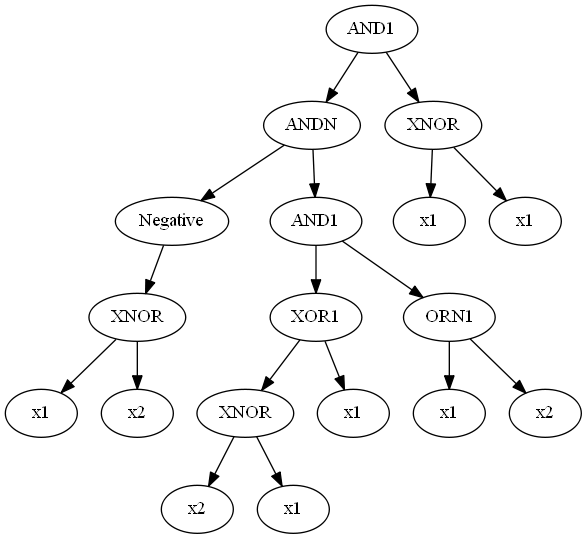 AND1
ANDN
XNOR
Negative
AND1
x1
x1
XNOR
XOR1
ORN1
x1
x2
XNOR
x1
x1
x2
x2
x1